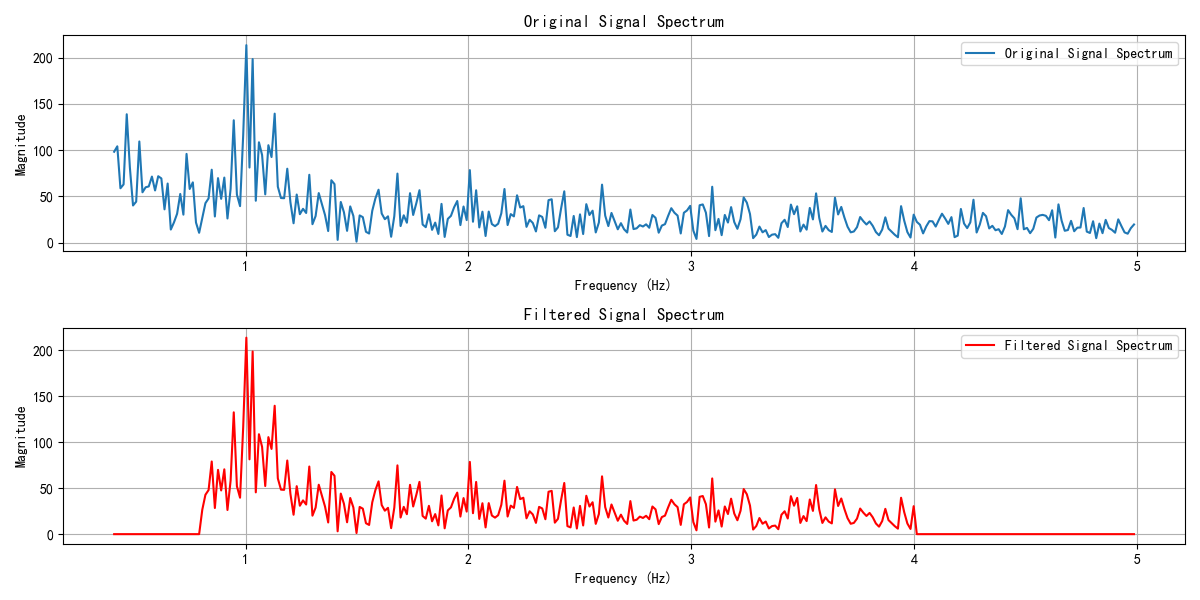 Original Signal Spectrum
Original Signal Spectrum
Magnitude
200
150
100
50
0
1
2
3
4
5
Frequency (Hz)
Filtered Signal Spectrum
Filtered Signal Spectrum
Magnitude
200
150
100
50
0
1
2
3
4
5
Frequency (Hz)